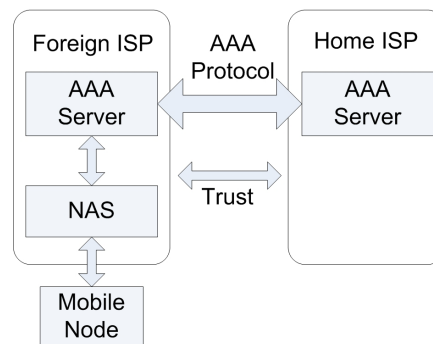 Foreign ISP
AAA
Protocol
Home ISP
AAA
Server
AAA
Server
Trust
NAS
Mobile
Node